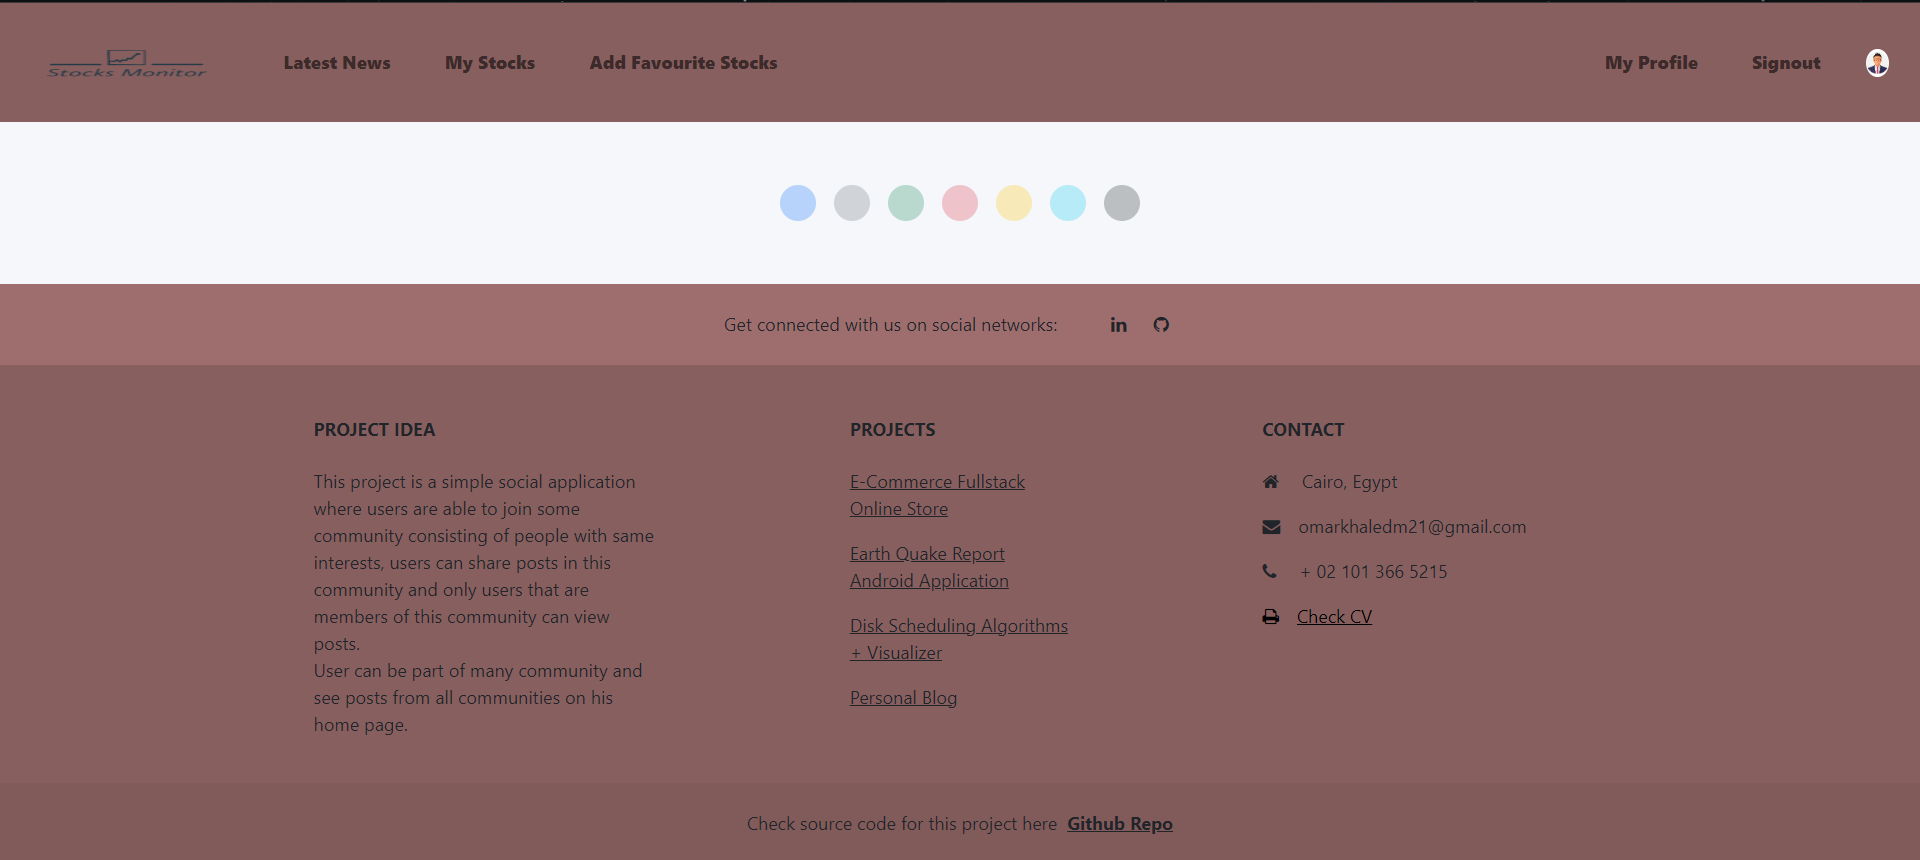 Stocks Monitor
Latest News
My Stocks
Add Favourite Stocks
My Profile
Signout
Get connected with us on social networks:
in
PROJECT IDEA
This project is a simple social application
where users are able to join some
community consisting of people with same
interests, users can share posts in this
community and only users that are
members of this community can view
posts.
User can be part of many community and
see posts from all communities on his
home page.
PROJECTS
E-Commerce Fullstack
Online Store
Earth Quake Report
Android Application
Disk Scheduling Algorithms
+ Visualizer
Personal Blog
CONTACT
Cairo, Egypt
omarkhaledm21@gmail.com
+ 02 101 366 5215
Check CV
Check source code for this project here Github Repo